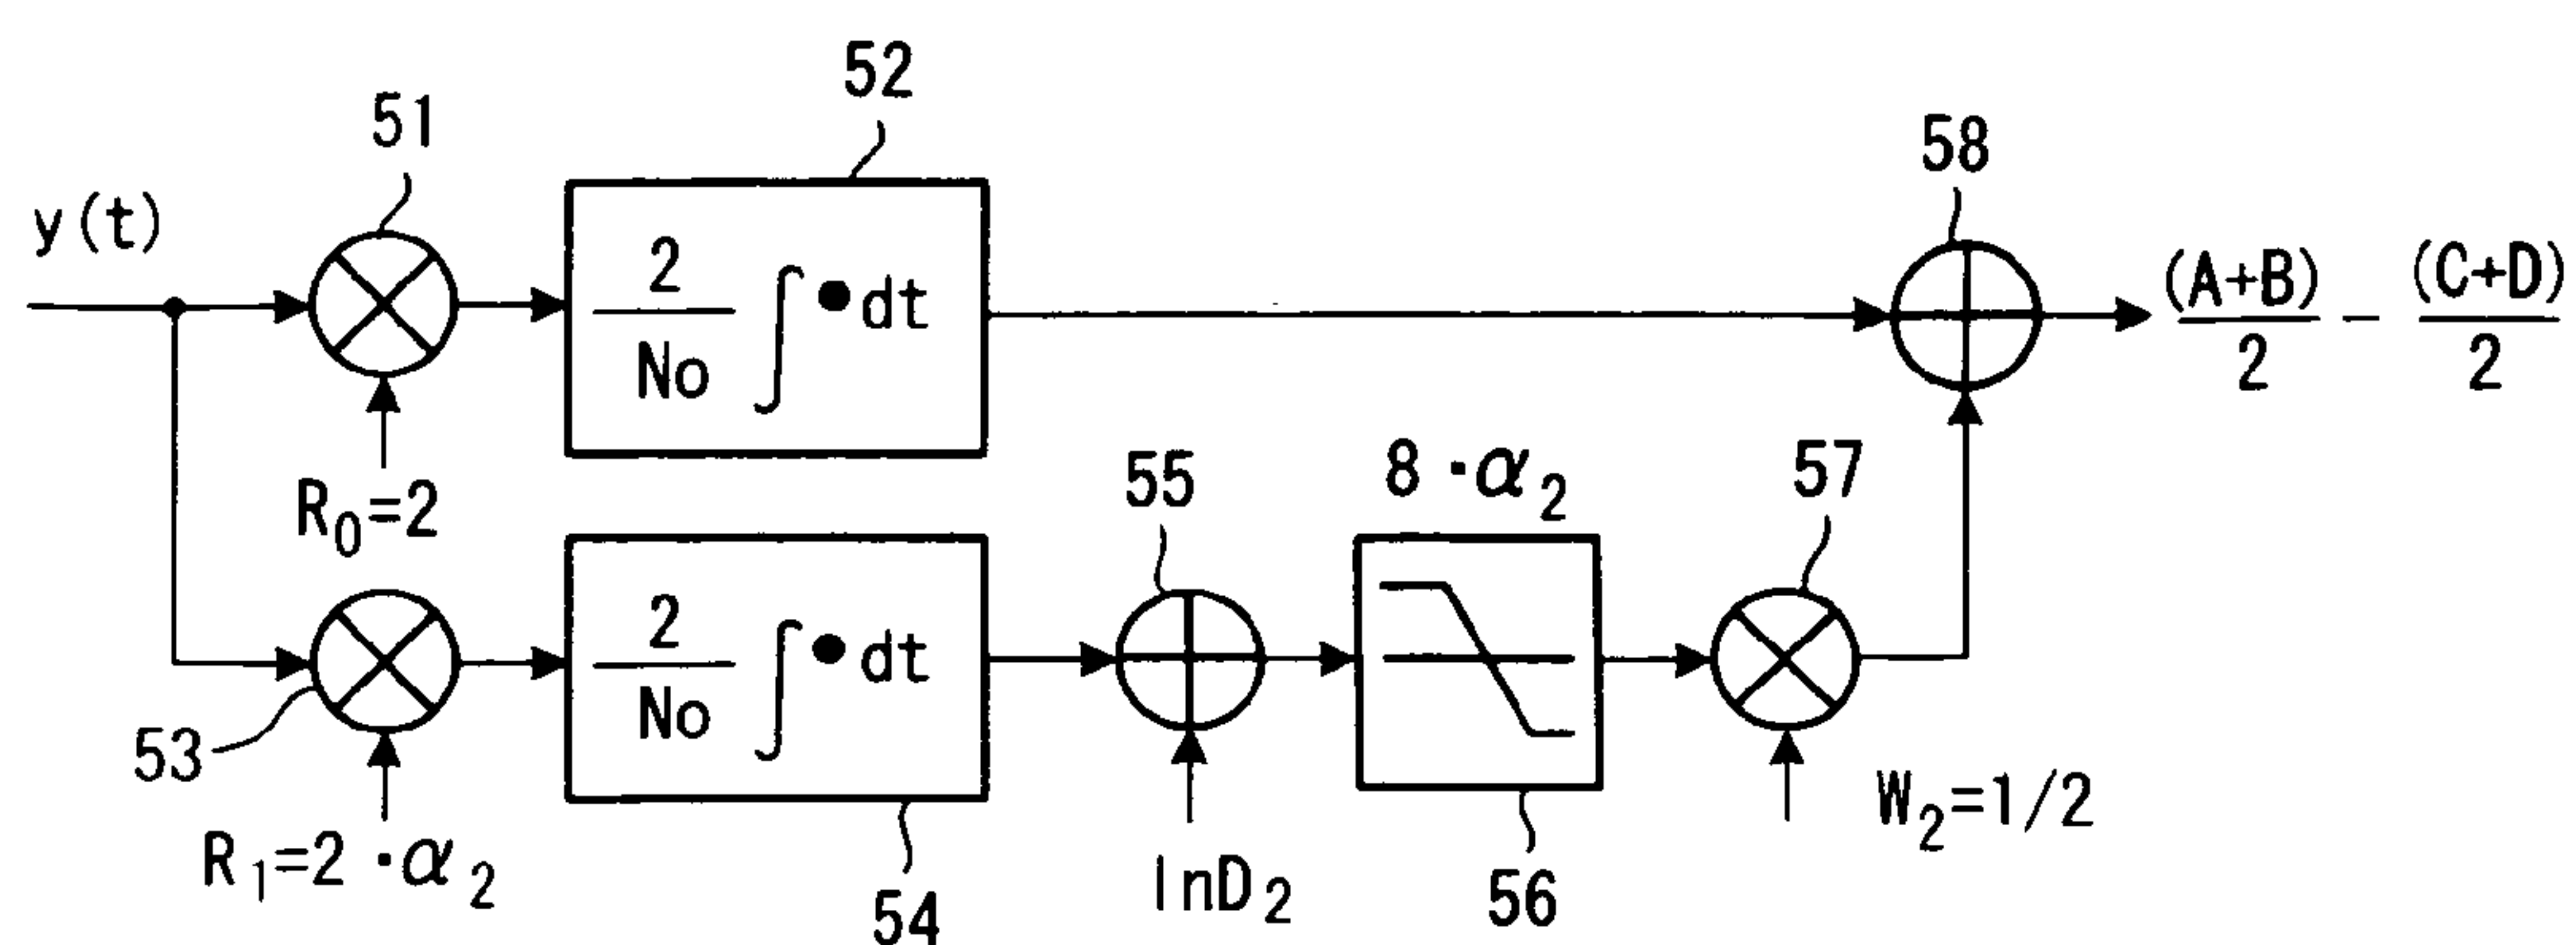 52
51
58
y(t)
2/No ∫•dt
(A+B)/2 - (C+D)/2
R₀=2
55
8・α₂
57
2/No ∫•dt
53
R₁=2・α₂
54
lnD₂
56
W₂=1/2